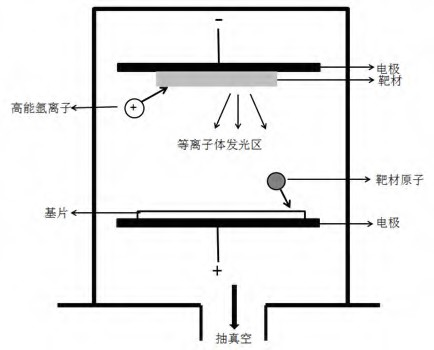 -
电极
靶材
高能氩离子
+
等离子体发光区
靶材原子
基片
电极
+
抽真空